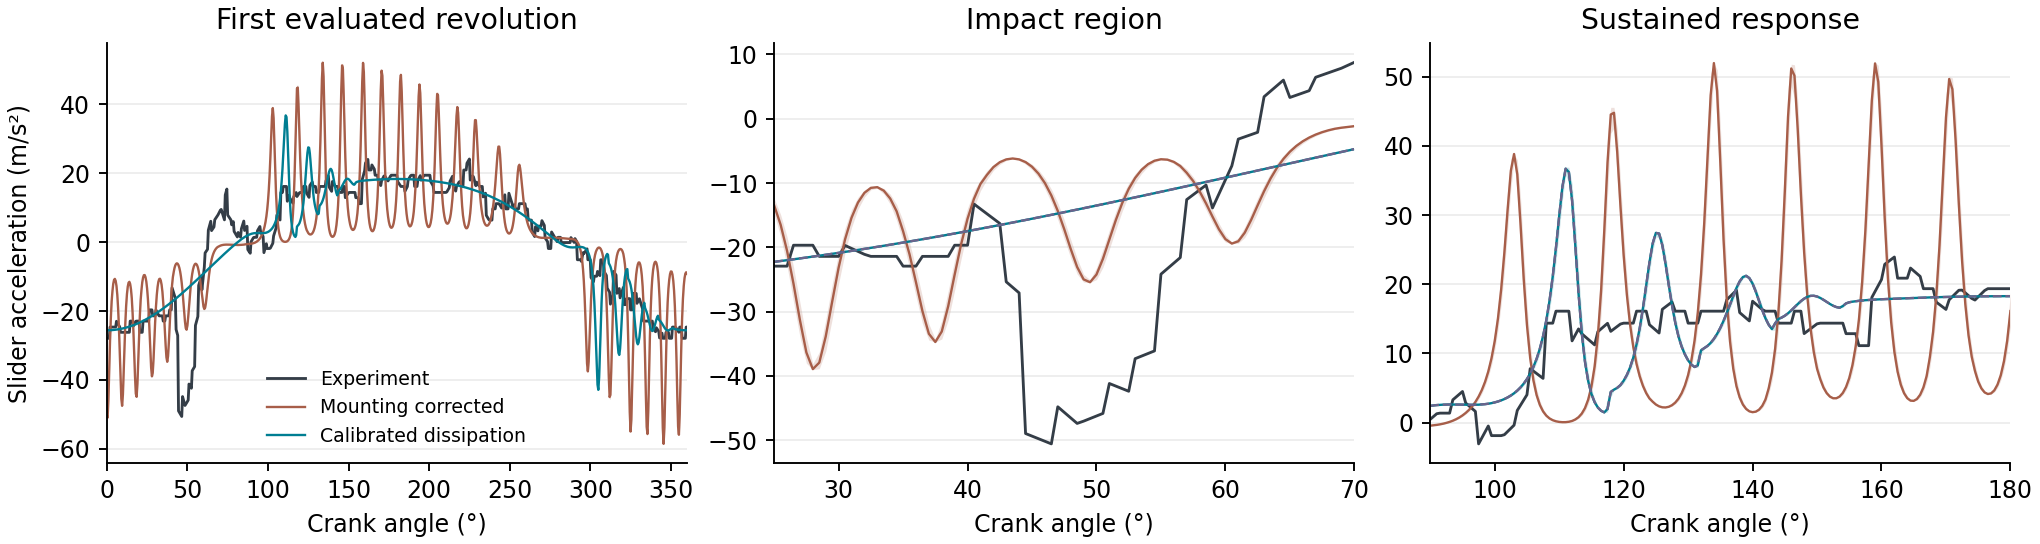 First evaluated revolution
Slider acceleration (m/s²)
40
20
0
−20
−40
−60
Experiment
Mounting corrected
Calibrated dissipation
0 50 100 150 200 250 300 350
Crank angle (°)
Impact region
10
0
−10
−20
−30
−40
−50
30 40 50 60 70
Crank angle (°)
Sustained response
50
40
30
20
10
0
100 120 140 160 180
Crank angle (°)